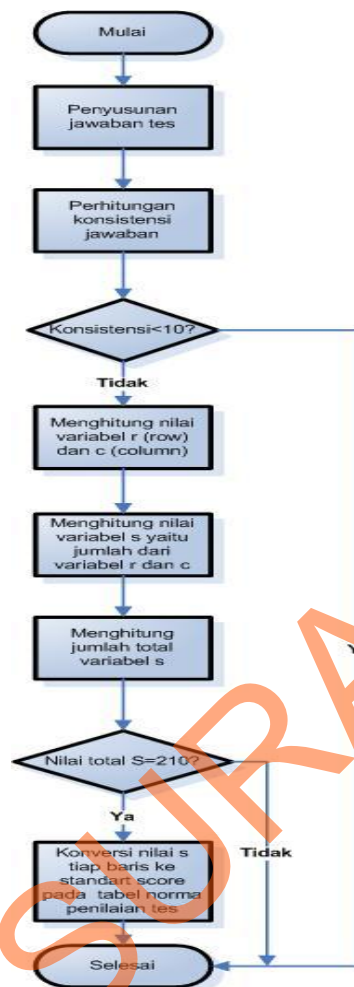 Mulai
Penyusunan
jawaban tes
Perhitungan
konsistensi
jawaban
Konsistensi<10?
Tidak
Menghitung nilai
variabel r (row)
dan c (column)
Menghitung nilai
variabel s yaitu
jumlah dari
variabel r dan c
Menghitung
jumlah total
variabel s
Nilai total S=210?
Ya
Tidak
Konversi nilai s
tiap baris ke
standart score
pada tabel norma
penilaian tes
Selesai
SURA